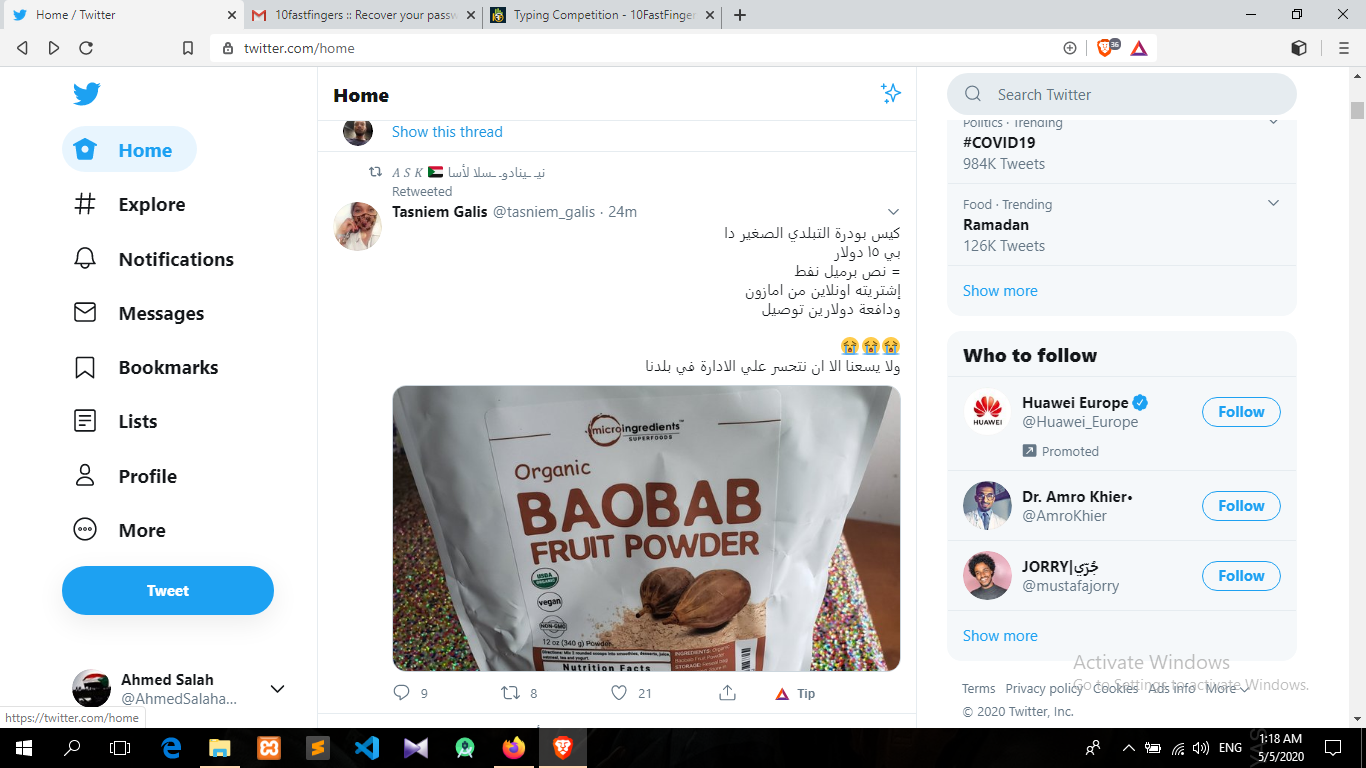 Home / Twitter
10fastfingers :: Recover your passw
Typing Competition - 10FastFinger
twitter.com/home
36
Home
Explore
Notifications
Messages
Bookmarks
Lists
Profile
More
Tweet
Ahmed Salah
@AhmedSalaha...
https://twitter.com/home
Home
Show this thread
Retweeted
Tasniem Galis @tasniem_galis · 24m
كيس بودرة التبلدي الصغير دا
بي ١٥ دولار
= نص برميل نفط
إشتريته اونلاين من امازون
ودافعة دولارين توصيل
😭😭😭
ولا يسعنا الا ان نتحسر علي الادارة في بلدنا
microingredients™
SUPERFOODS
Organic
BAOBAB
FRUIT POWDER
USDA
ORGANIC
vegan
NON-GMO
12 oz (340 g) Powder
Nutrition Facts
9
8
21
Tip
Search Twitter
Politics · Trending
#COVID19
984K Tweets
Food · Trending
Ramadan
126K Tweets
Show more
Who to follow
HUAWEI
Huawei Europe
@Huawei_Europe
Follow
Promoted
Dr. Amro Khier•
@AmroKhier
Follow
JORRY|جُرّي
@mustafajorry
Follow
Show more
Activate Windows
Go to Settings to activate Windows.
Terms Privacy policy Cookies Ads info More
© 2020 Twitter, Inc.
ENG
1:18 AM
5/5/2020